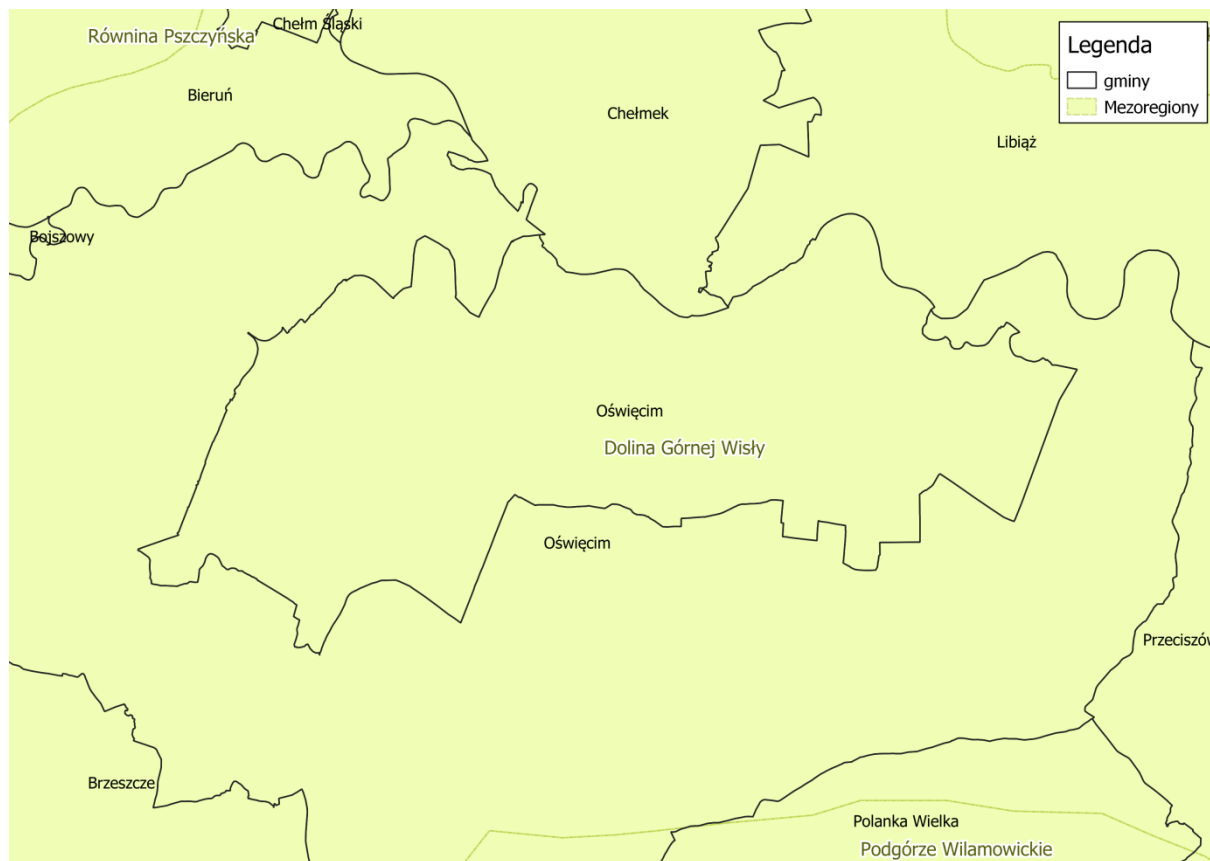 Chełm Śląski
Równina Pszczyńska
Legenda
gminy
Mezoregiony
Bieruń
Chełmek
Libiąż
Bojszowy
Oświęcim
Dolina Górnej Wisły
Oświęcim
Przeciszów
Brzeszcze
Polanka Wielka
Podgórze Wilamowickie